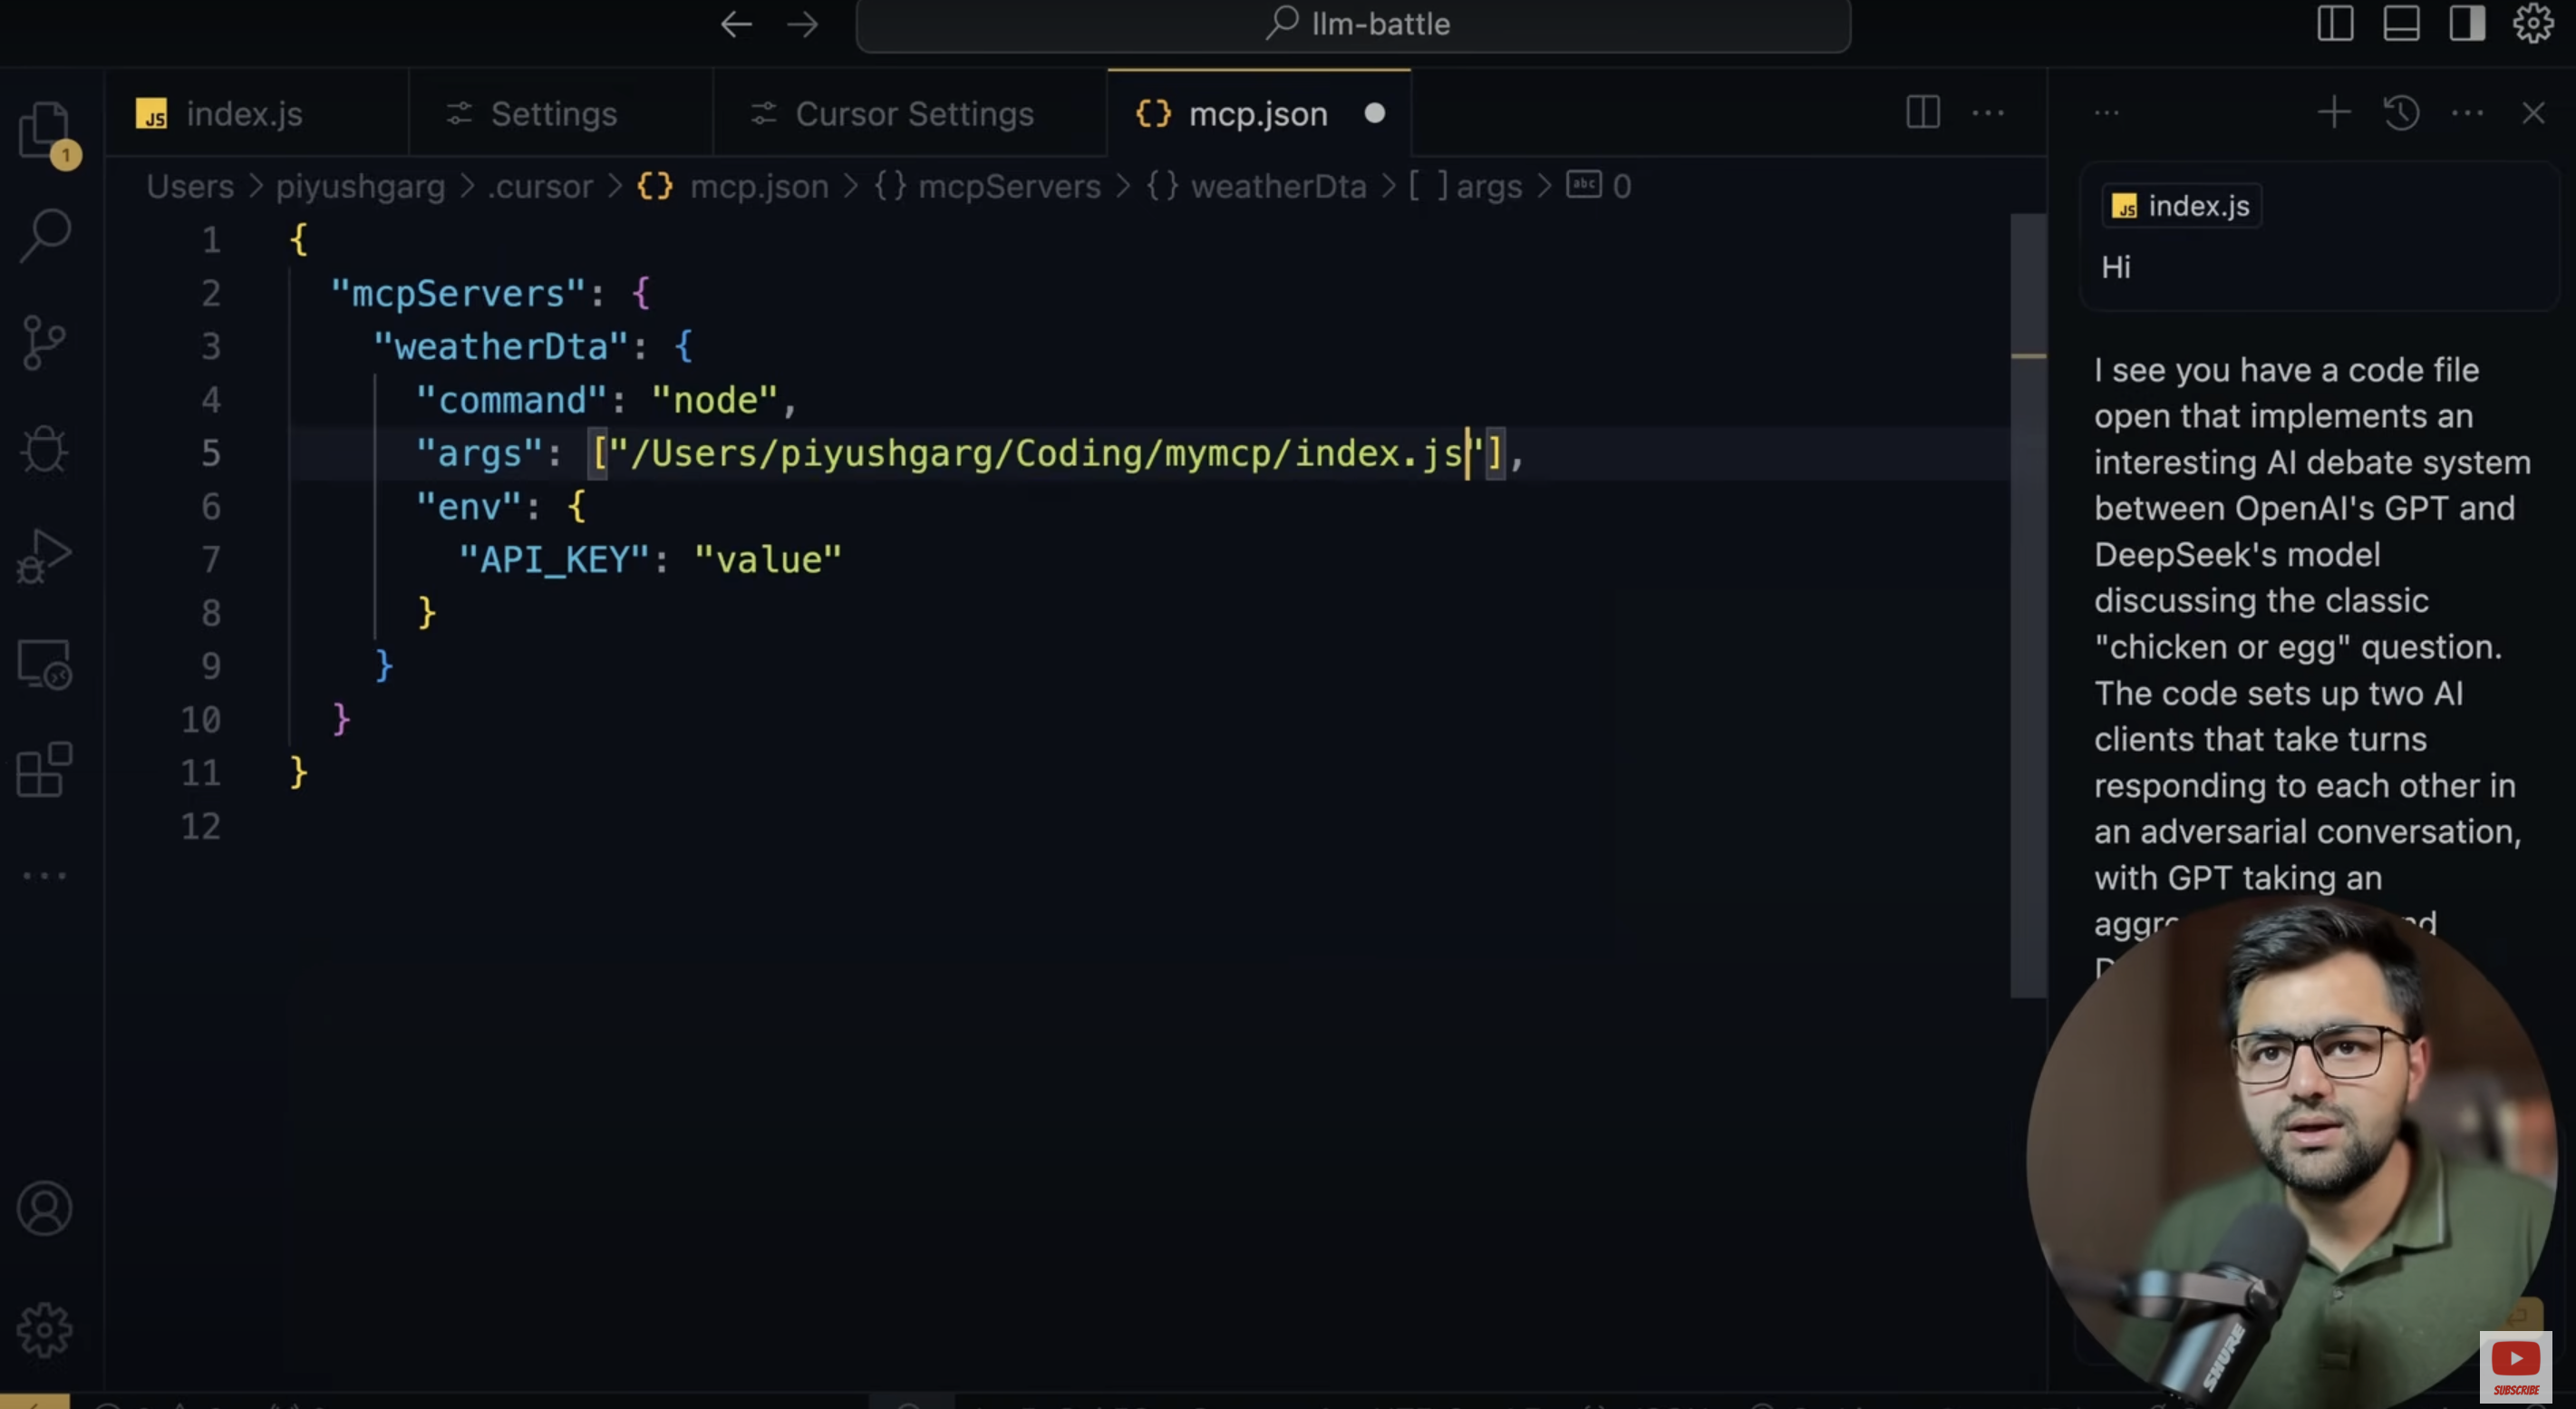 llm-battle
index.js
Settings
Cursor Settings
mcp.json
1
Users > piyushgarg > .cursor > {} mcp.json > {} mcpServers > {} weatherDta > [ ] args > abc 0
1 {
2 "mcpServers": {
3 "weatherDta": {
4 "command": "node",
5 "args": ["/Users/piyushgarg/Coding/mymcp/index.js"],
6 "env": {
7 "API_KEY": "value"
8 }
9 }
10 }
11 }
12
JS index.js
Hi
I see you have a code file
open that implements an
interesting AI debate system
between OpenAI's GPT and
DeepSeek's model
discussing the classic
"chicken or egg" question.
The code sets up two AI
clients that take turns
responding to each other in
an adversarial conversation,
with GPT taking an
SHURE
SUBSCRIBE